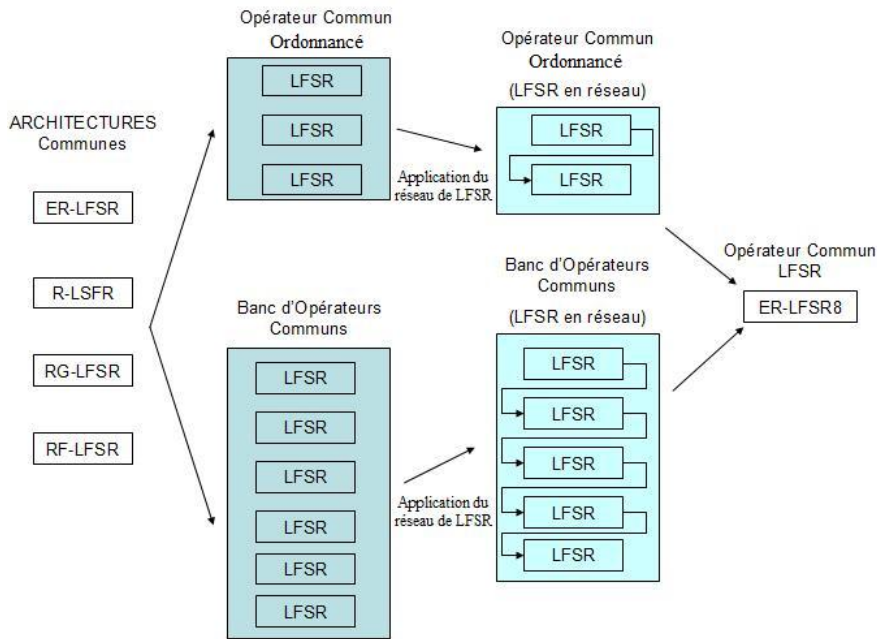 ARCHITECTURES
Communes
ER-LFSR
R-LSFR
RG-LFSR
RF-LFSR
Opérateur Commun
Ordonnancé
LFSR
LFSR
LFSR
Application du
réseau de LFSR
Opérateur Commun
Ordonnancé
(LFSR en réseau)
LFSR
LFSR
Banc d'Opérateurs
Communs
LFSR
LFSR
LFSR
LFSR
LFSR
LFSR
Application du
réseau de LFSR
Banc d'Opérateurs
Communs
(LFSR en réseau)
LFSR
LFSR
LFSR
LFSR
LFSR
Opérateur Commun
LFSR
ER-LFSR8